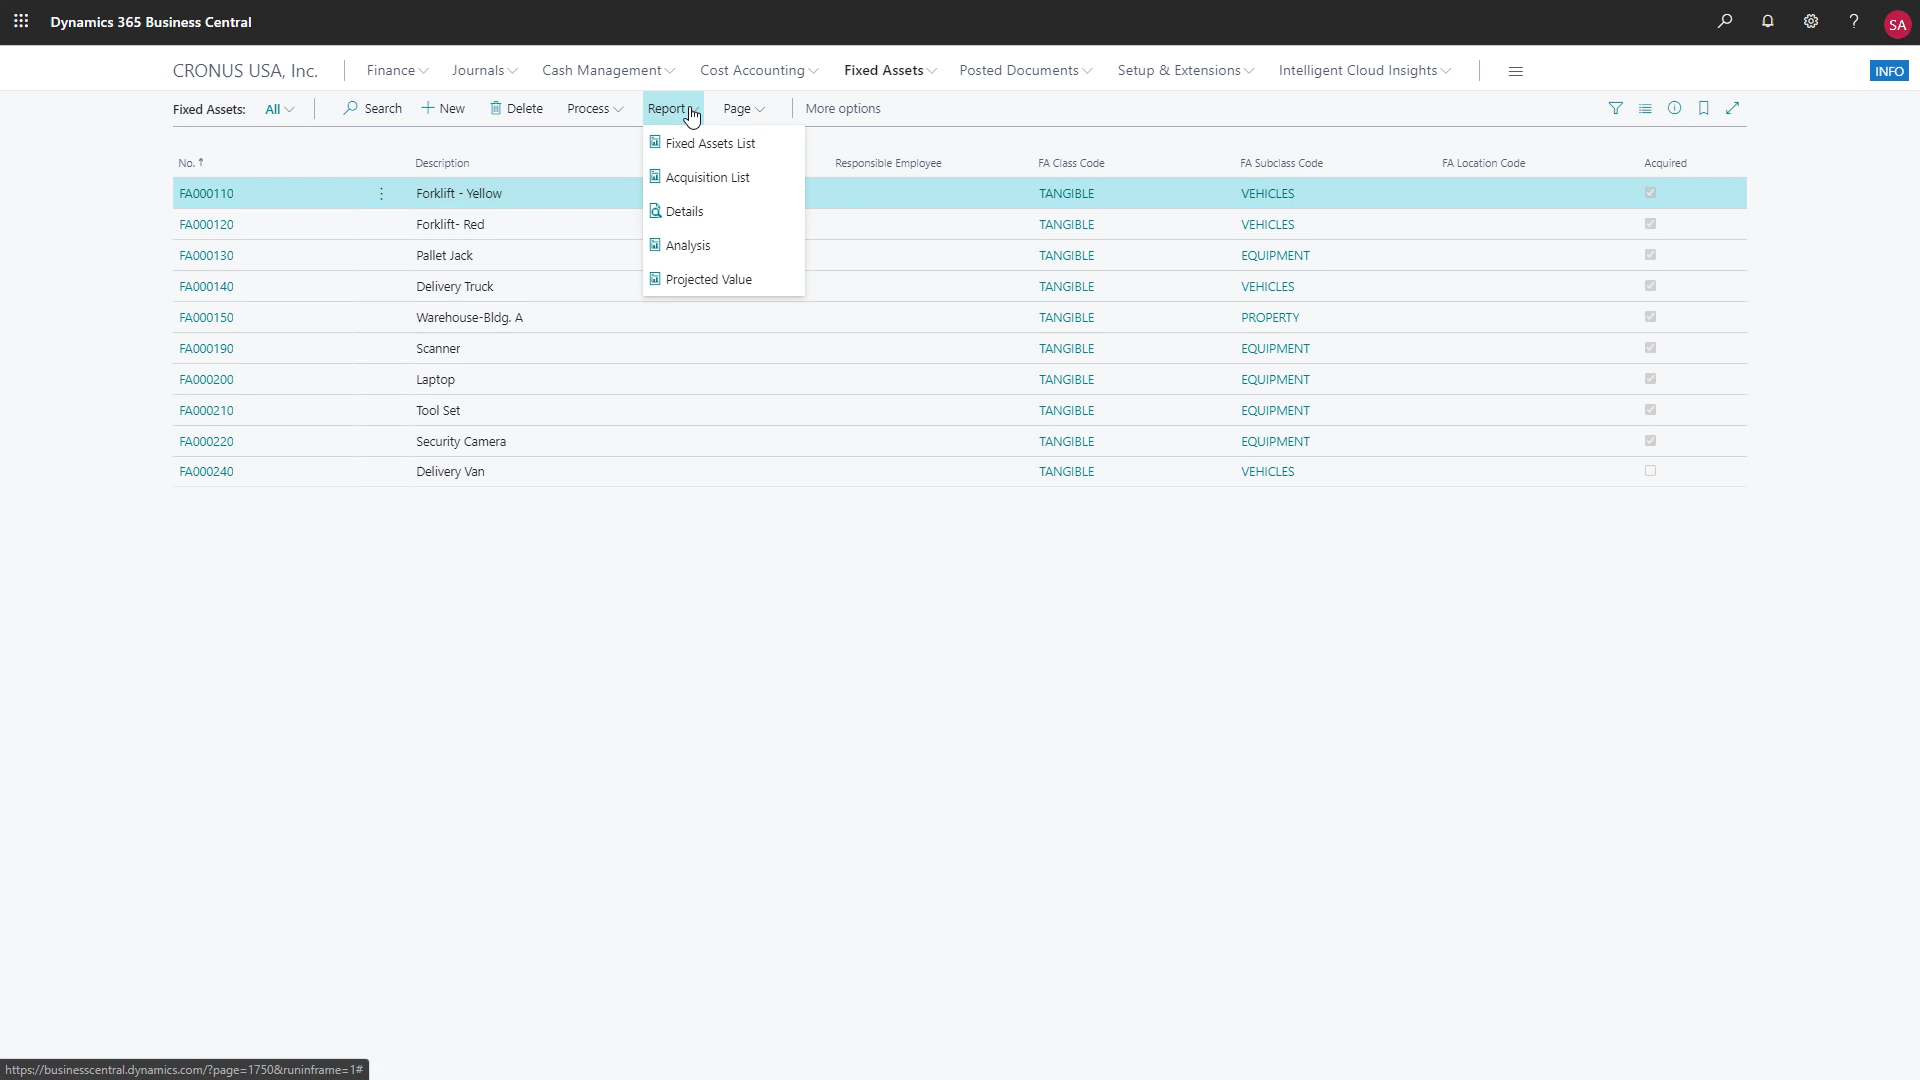 Dynamics 365 Business Central
? SA
CRONUS USA, Inc. Finance Journals Cash Management Cost Accounting Fixed Assets Posted Documents Setup & Extensions Intelligent Cloud Insights INFO
Fixed Assets: All Search New Delete Process Report Page More options
Fixed Assets List
Acquisition List
Details
Analysis
Projected Value
No. ↑ Description Responsible Employee FA Class Code FA Subclass Code FA Location Code Acquired
FA000110 Forklift - Yellow TANGIBLE VEHICLES
FA000120 Forklift- Red TANGIBLE VEHICLES
FA000130 Pallet Jack TANGIBLE EQUIPMENT
FA000140 Delivery Truck TANGIBLE VEHICLES
FA000150 Warehouse-Bldg. A TANGIBLE PROPERTY
FA000190 Scanner TANGIBLE EQUIPMENT
FA000200 Laptop TANGIBLE EQUIPMENT
FA000210 Tool Set TANGIBLE EQUIPMENT
FA000220 Security Camera TANGIBLE EQUIPMENT
FA000240 Delivery Van TANGIBLE VEHICLES
https://businesscentral.dynamics.com/?page=1750&runinframe=1#